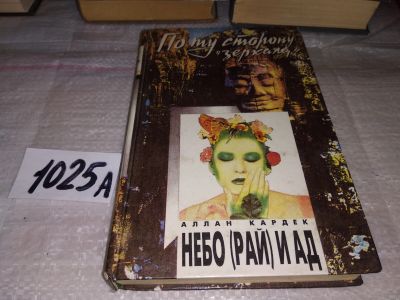 По ту сторону
"зеркала"
1025А
АЛЛАН КАРДЕК
НЕБО (РАЙ) И АД